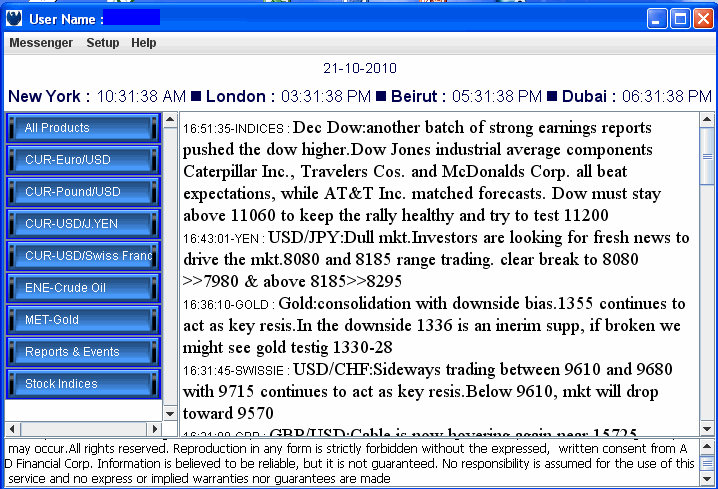 User Name :
Messenger Setup Help
21-10-2010
New York : 10:31:38 AM ■ London : 03:31:38 PM ■ Beirut : 05:31:38 PM ■ Dubai : 06:31:38 PM
All Products
CUR-Euro/USD
CUR-Pound/USD
CUR-USD/J.YEN
CUR-USD/Swiss Franc
ENE-Crude Oil
MET-Gold
Reports & Events
Stock Indices
16:51:35-INDICES : Dec Dow:another batch of strong earnings reports
pushed the dow higher.Dow Jones industrial average components
Caterpillar Inc., Travelers Cos. and McDonalds Corp. all beat
expectations, while AT&T Inc. matched forecasts. Dow must stay
above 11060 to keep the rally healthy and try to test 11200
16:43:01-YEN : USD/JPY:Dull mkt.Investors are looking for fresh news to
drive the mkt.8080 and 8185 range trading. clear break to 8080
>>7980 & above 8185>>8295
16:36:10-GOLD : Gold:consolidation with downside bias.1355 continues to
act as key resis.In the downside 1336 is an inerim supp, if broken we
might see gold testig 1330-28
16:31:45-SWISSIE : USD/CHF:Sideways trading between 9610 and 9680
with 9715 continues to act as key resis.Below 9610, mkt will drop
toward 9570
GBP/USD:Cable is now hovering again near 15725
may occur.All rights reserved. Reproduction in any form is strictly forbidden without the expressed, written consent from A
D Financial Corp. Information is believed to be reliable, but it is not guaranteed. No responsibility is assumed for the use of this
service and no express or implied warranties nor guarantees are made